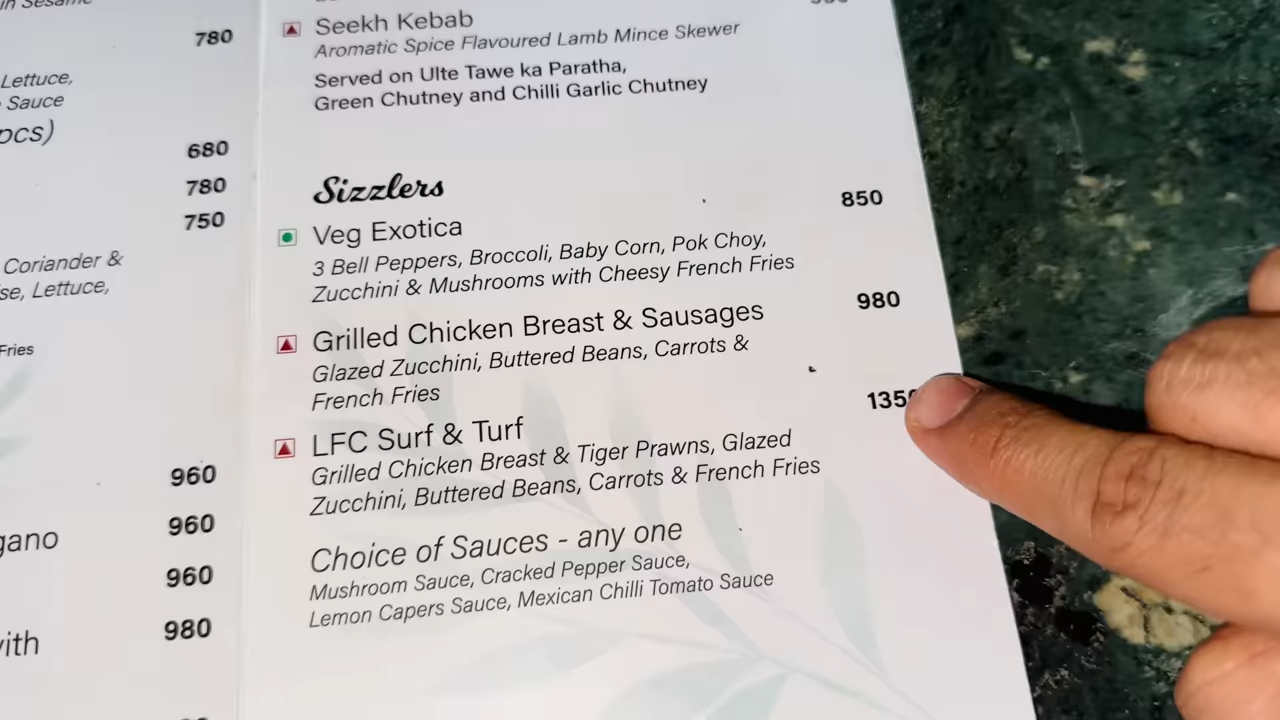 in Sesame
780
Lettuce,
Sauce
pcs)
680
780
750
Coriander &
Lettuce,
Fries
960
960
960
with
980
Seekh Kebab
Aromatic Spice Flavoured Lamb Mince Skewer
Served on Ulte Tawe ka Paratha,
Green Chutney and Chilli Garlic Chutney
Sizzlers
Veg Exotica 850
3 Bell Peppers, Broccoli, Baby Corn, Pok Choy,
Zucchini & Mushrooms with Cheesy French Fries
Grilled Chicken Breast & Sausages 980
Glazed Zucchini, Buttered Beans, Carrots &
French Fries
LFC Surf & Turf 1350
Grilled Chicken Breast & Tiger Prawns, Glazed
Zucchini, Buttered Beans, Carrots & French Fries
Choice of Sauces - any one
Mushroom Sauce, Cracked Pepper Sauce,
Lemon Capers Sauce, Mexican Chilli Tomato Sauce